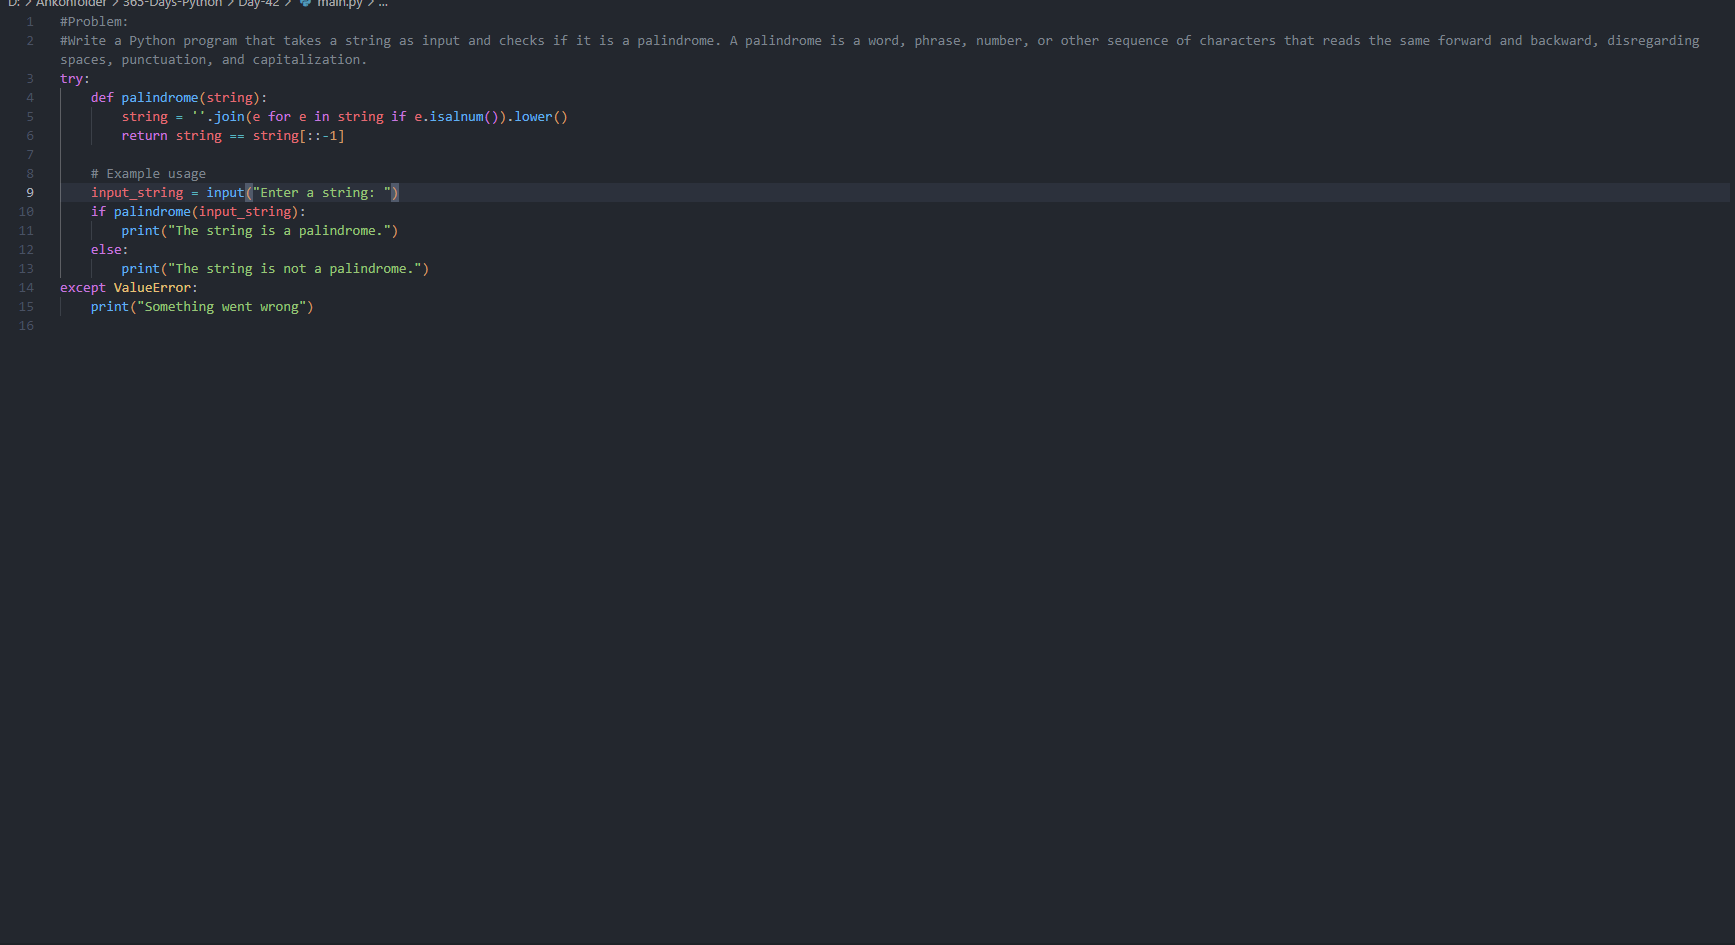 D: > Ankonfolder > 365-Days-Python > Day-42 > main.py > ...
1 #Problem:
2 #Write a Python program that takes a string as input and checks if it is a palindrome. A palindrome is a word, phrase, number, or other sequence of characters that reads the same forward and backward, disregarding
spaces, punctuation, and capitalization.
3 try:
4     def palindrome(string):
5         string = ''.join(e for e in string if e.isalnum()).lower()
6         return string == string[::-1]
7
8     # Example usage
9     input_string = input("Enter a string: ")
10     if palindrome(input_string):
11         print("The string is a palindrome.")
12     else:
13         print("The string is not a palindrome.")
14 except ValueError:
15     print("Something went wrong")
16